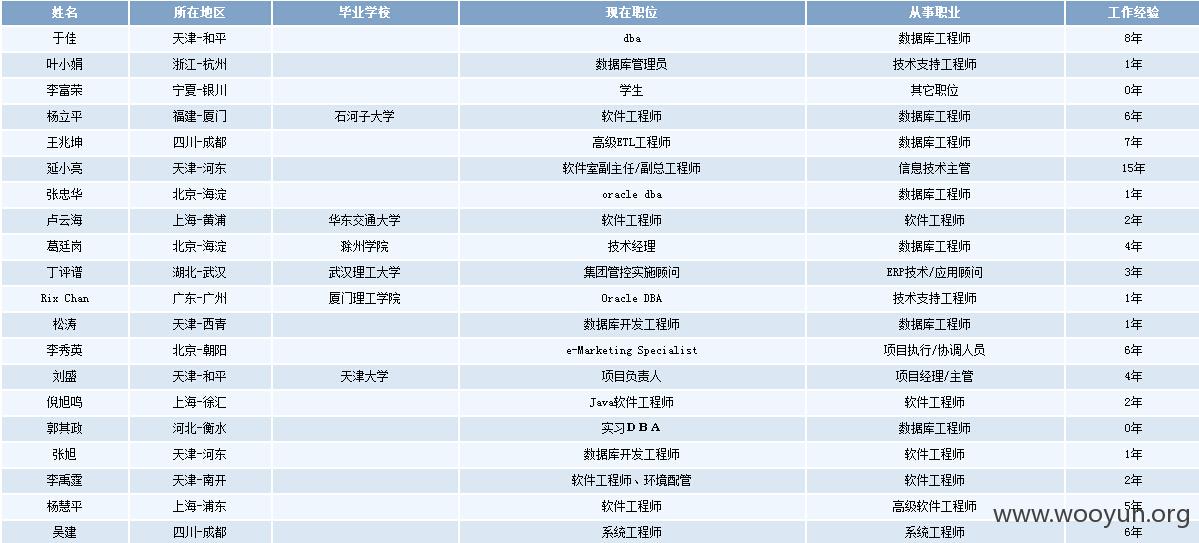 姓名 所在地区 毕业学校 现在职位 从事职业 工作经验
于佳 天津-和平 dba 数据库工程师 8年
叶小娟 浙江-杭州 数据库管理员 技术支持工程师 1年
李富荣 宁夏-银川 学生 其它职位 0年
杨立平 福建-厦门 石河子大学 软件工程师 数据库工程师 6年
王兆坤 四川-成都 高级ETL工程师 数据库工程师 7年
延小亮 天津-河东 软件室副主任/副总工程师 信息技术主管 15年
张忠华 北京-海淀 oracle dba 数据库工程师 1年
卢云海 上海-黄浦 华东交通大学 软件工程师 软件工程师 2年
葛廷岗 北京-海淀 滁州学院 技术经理 数据库工程师 4年
丁评谱 湖北-武汉 武汉理工大学 集团管控实施顾问 ERP技术/应用顾问 3年
Rix Chan 广东-广州 厦门理工学院 Oracle DBA 技术支持工程师 1年
松涛 天津-西青 数据库开发工程师 数据库工程师 1年
李秀英 北京-朝阳 e-Marketing Specialist 项目执行/协调人员 6年
刘盛 天津-和平 天津大学 项目负责人 项目经理/主管 4年
倪旭鸣 上海-徐汇 Java软件工程师 软件工程师 2年
郭其政 河北-衡水 实习ＤＢＡ 数据库工程师 0年
张旭 天津-河东 数据库开发工程师 软件工程师 1年
李禹霆 天津-南开 软件工程师、环境配管 软件工程师 2年
杨慧平 上海-浦东 软件工程师 高级软件工程师 5年
www.wooyun.org
吴建 四川-成都 系统工程师 系统工程师 6年